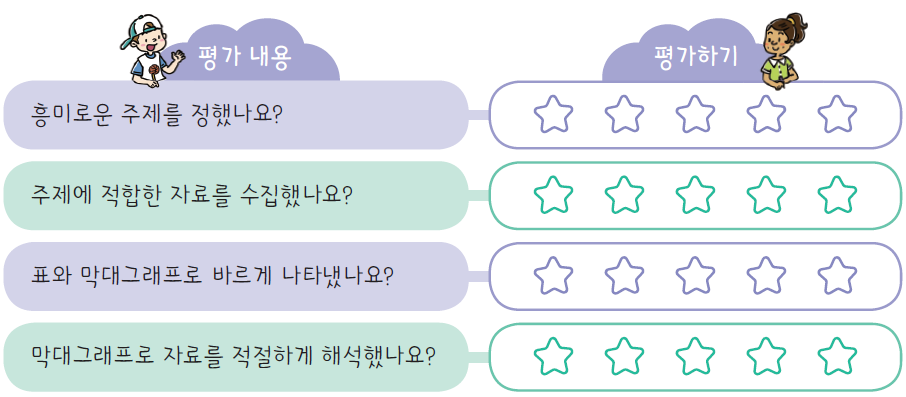 평가 내용
평가하기
흥미로운 주제를 정했나요?
주제에 적합한 자료를 수집했나요?
표와 막대그래프로 바르게 나타냈나요?
막대그래프로 자료를 적절하게 해석했나요?